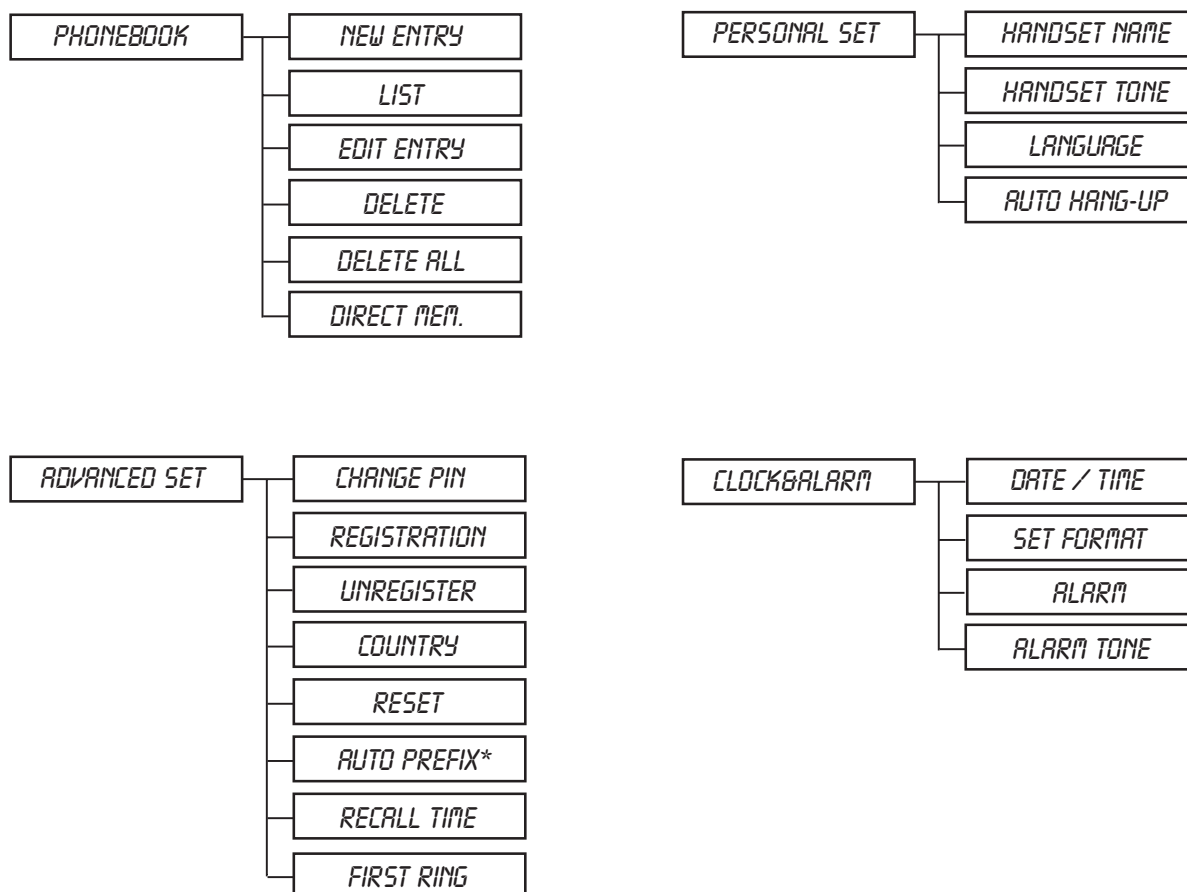 PHONEBOOK
NEW ENTRY
LIST
EDIT ENTRY
DELETE
DELETE ALL
DIRECT MEM.
PERSONAL SET
HANDSET NAME
HANDSET TONE
LANGUAGE
AUTO HANG-UP
ADVANCED SET
CHANGE PIN
REGISTRATION
UNREGISTER
COUNTRY
RESET
AUTO PREFIX*
RECALL TIME
FIRST RING
CLOCK&ALARM
DATE / TIME
SET FORMAT
ALARM
ALARM TONE